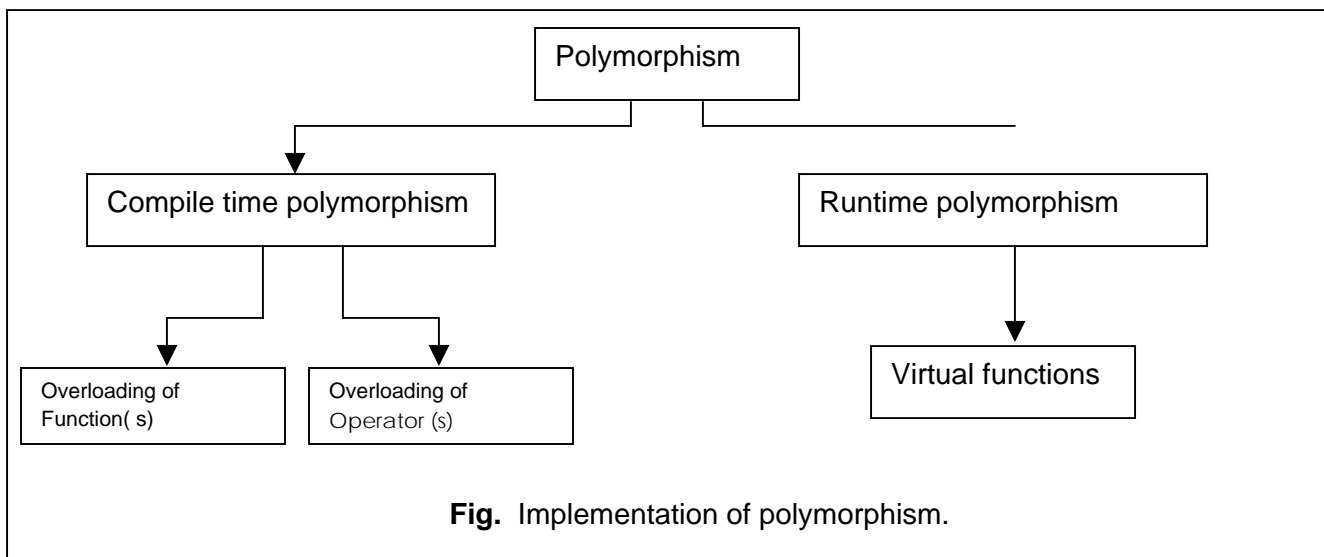 Polymorphism
Compile time polymorphism
Runtime polymorphism
Overloading of
Function( s)
Overloading of
Operator (s)
Virtual functions
Fig. Implementation of polymorphism.